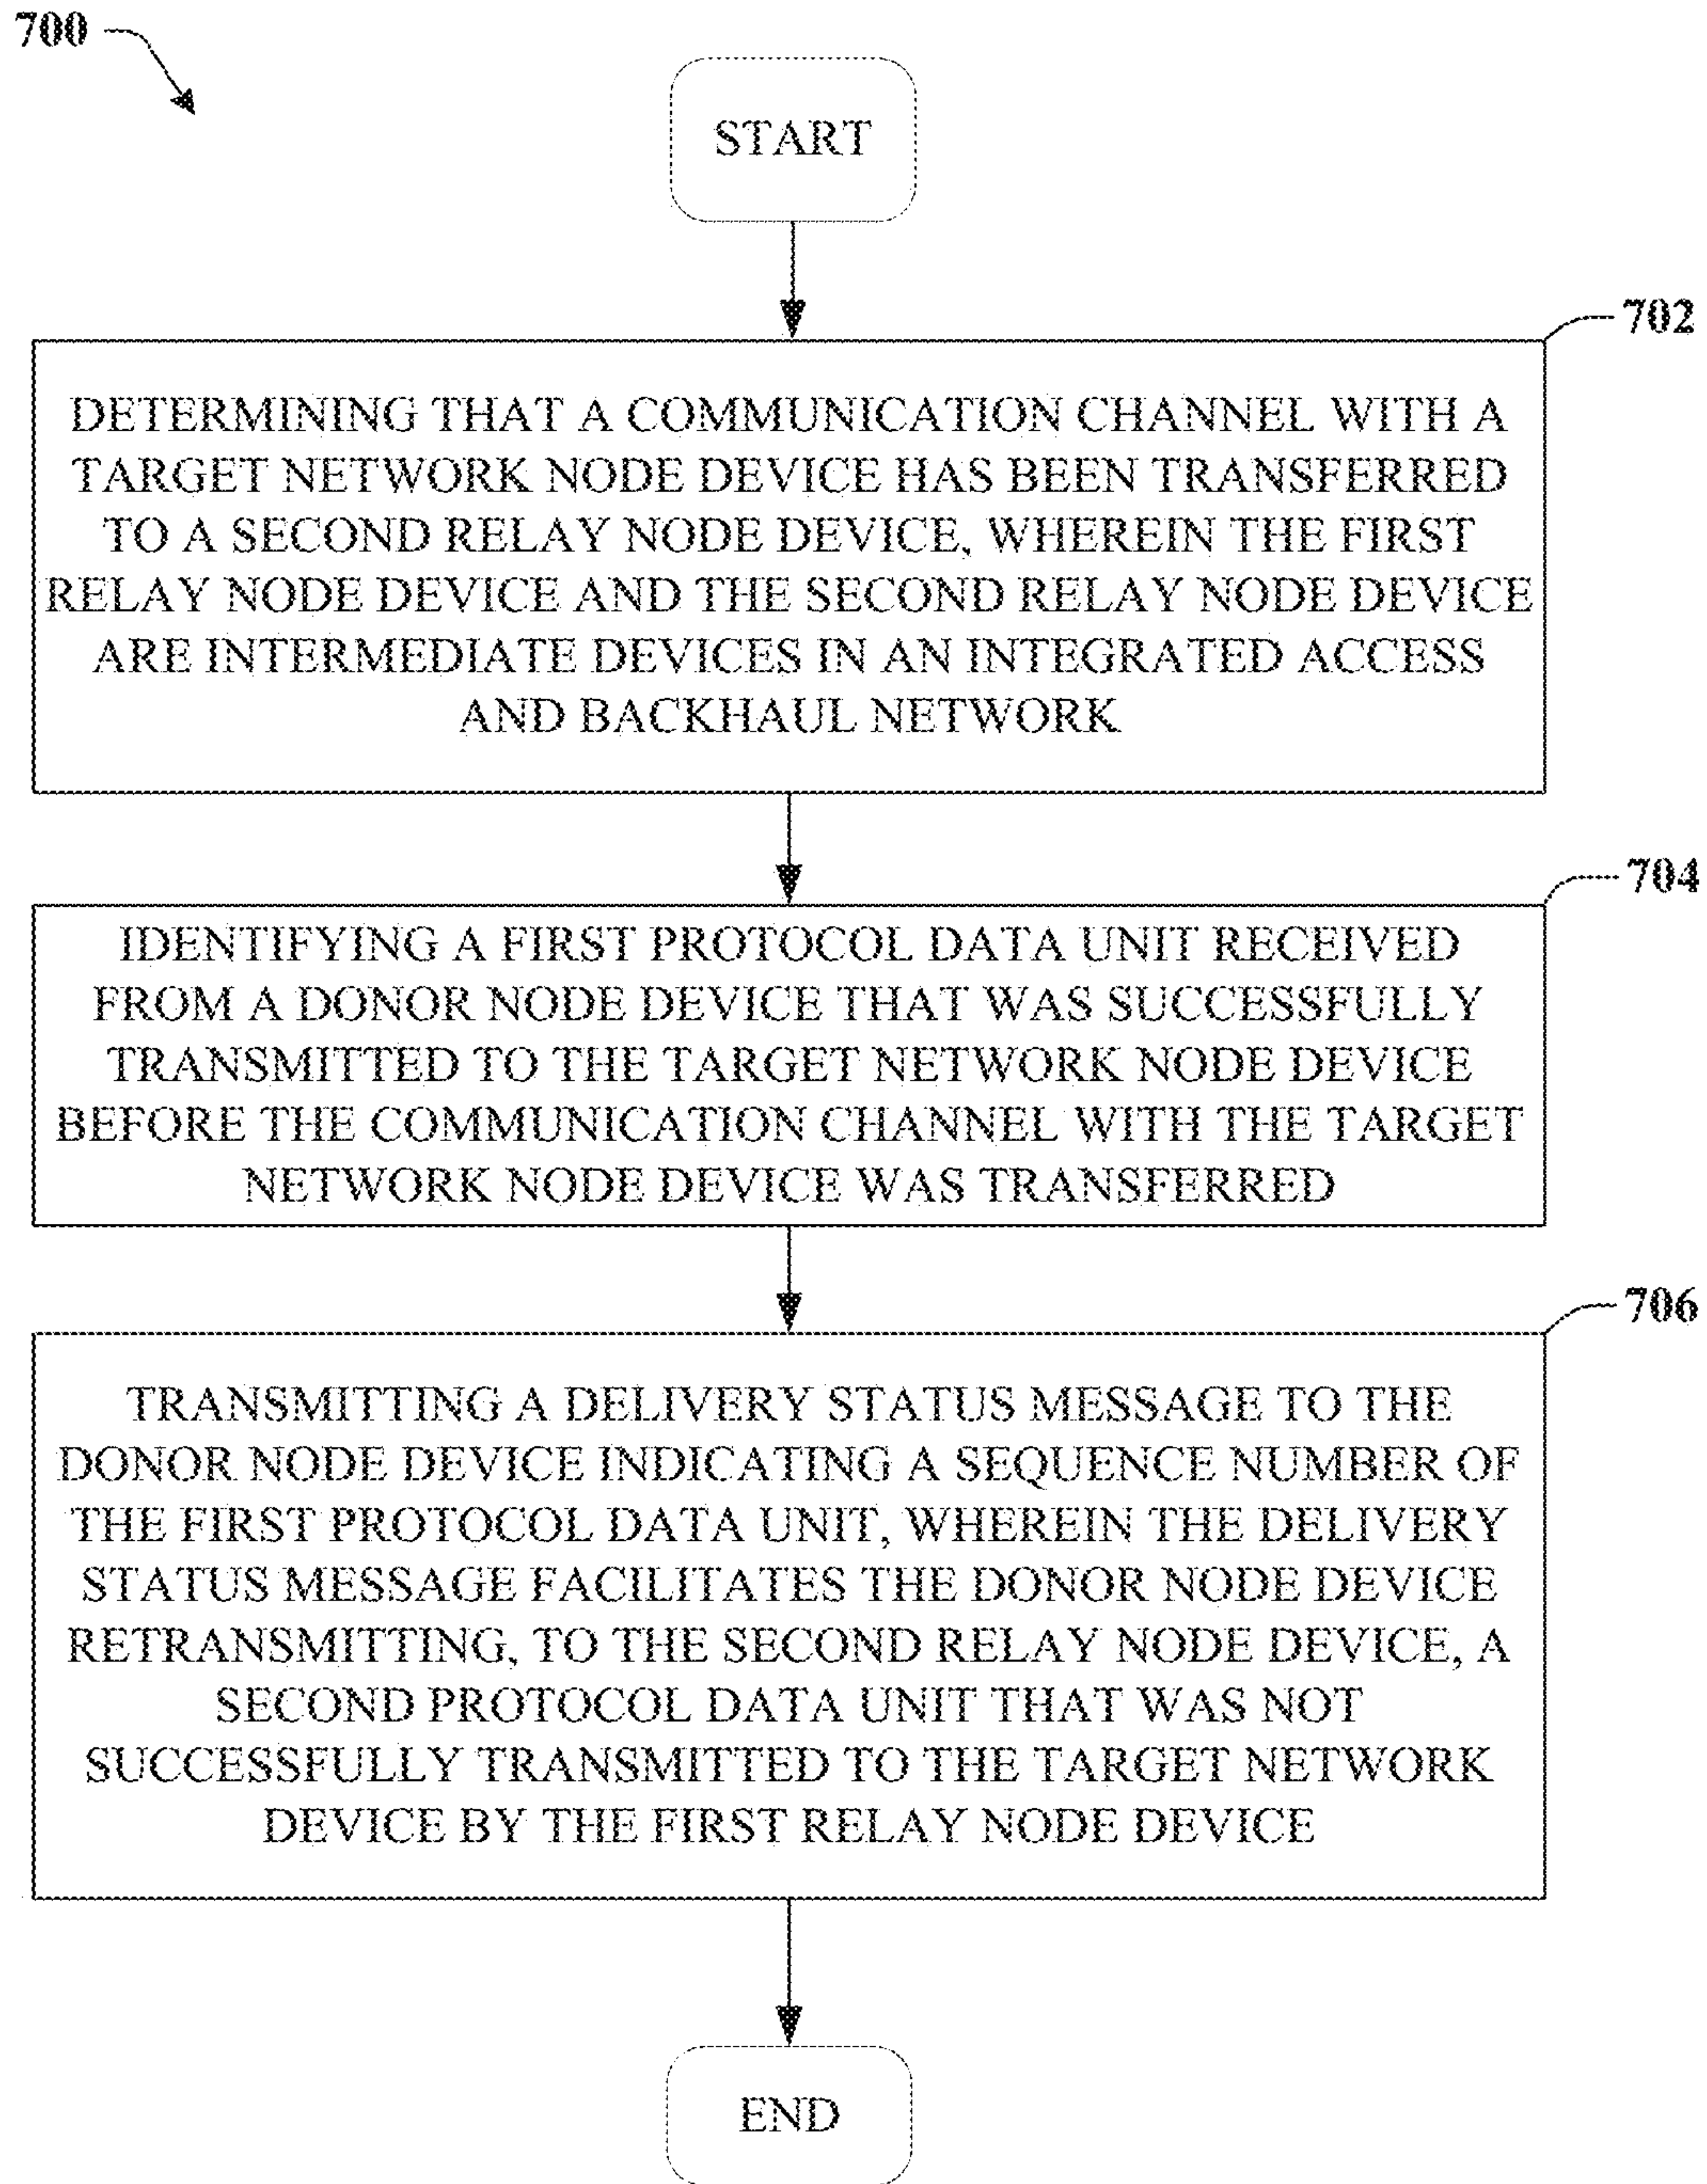 700
START
702
DETERMINING THAT A COMMUNICATION CHANNEL WITH A
TARGET NETWORK NODE DEVICE HAS BEEN TRANSFERRED
TO A SECOND RELAY NODE DEVICE, WHEREIN THE FIRST
RELAY NODE DEVICE AND THE SECOND RELAY NODE DEVICE
ARE INTERMEDIATE DEVICES IN AN INTEGRATED ACCESS
AND BACKHAUL NETWORK
704
IDENTIFYING A FIRST PROTOCOL DATA UNIT RECEIVED
FROM A DONOR NODE DEVICE THAT WAS SUCCESSFULLY
TRANSMITTED TO THE TARGET NETWORK NODE DEVICE
BEFORE THE COMMUNICATION CHANNEL WITH THE TARGET
NETWORK NODE DEVICE WAS TRANSFERRED
706
TRANSMITTING A DELIVERY STATUS MESSAGE TO THE
DONOR NODE DEVICE INDICATING A SEQUENCE NUMBER OF
THE FIRST PROTOCOL DATA UNIT, WHEREIN THE DELIVERY
STATUS MESSAGE FACILITATES THE DONOR NODE DEVICE
RETRANSMITTING, TO THE SECOND RELAY NODE DEVICE, A
SECOND PROTOCOL DATA UNIT THAT WAS NOT
SUCCESSFULLY TRANSMITTED TO THE TARGET NETWORK
DEVICE BY THE FIRST RELAY NODE DEVICE
END